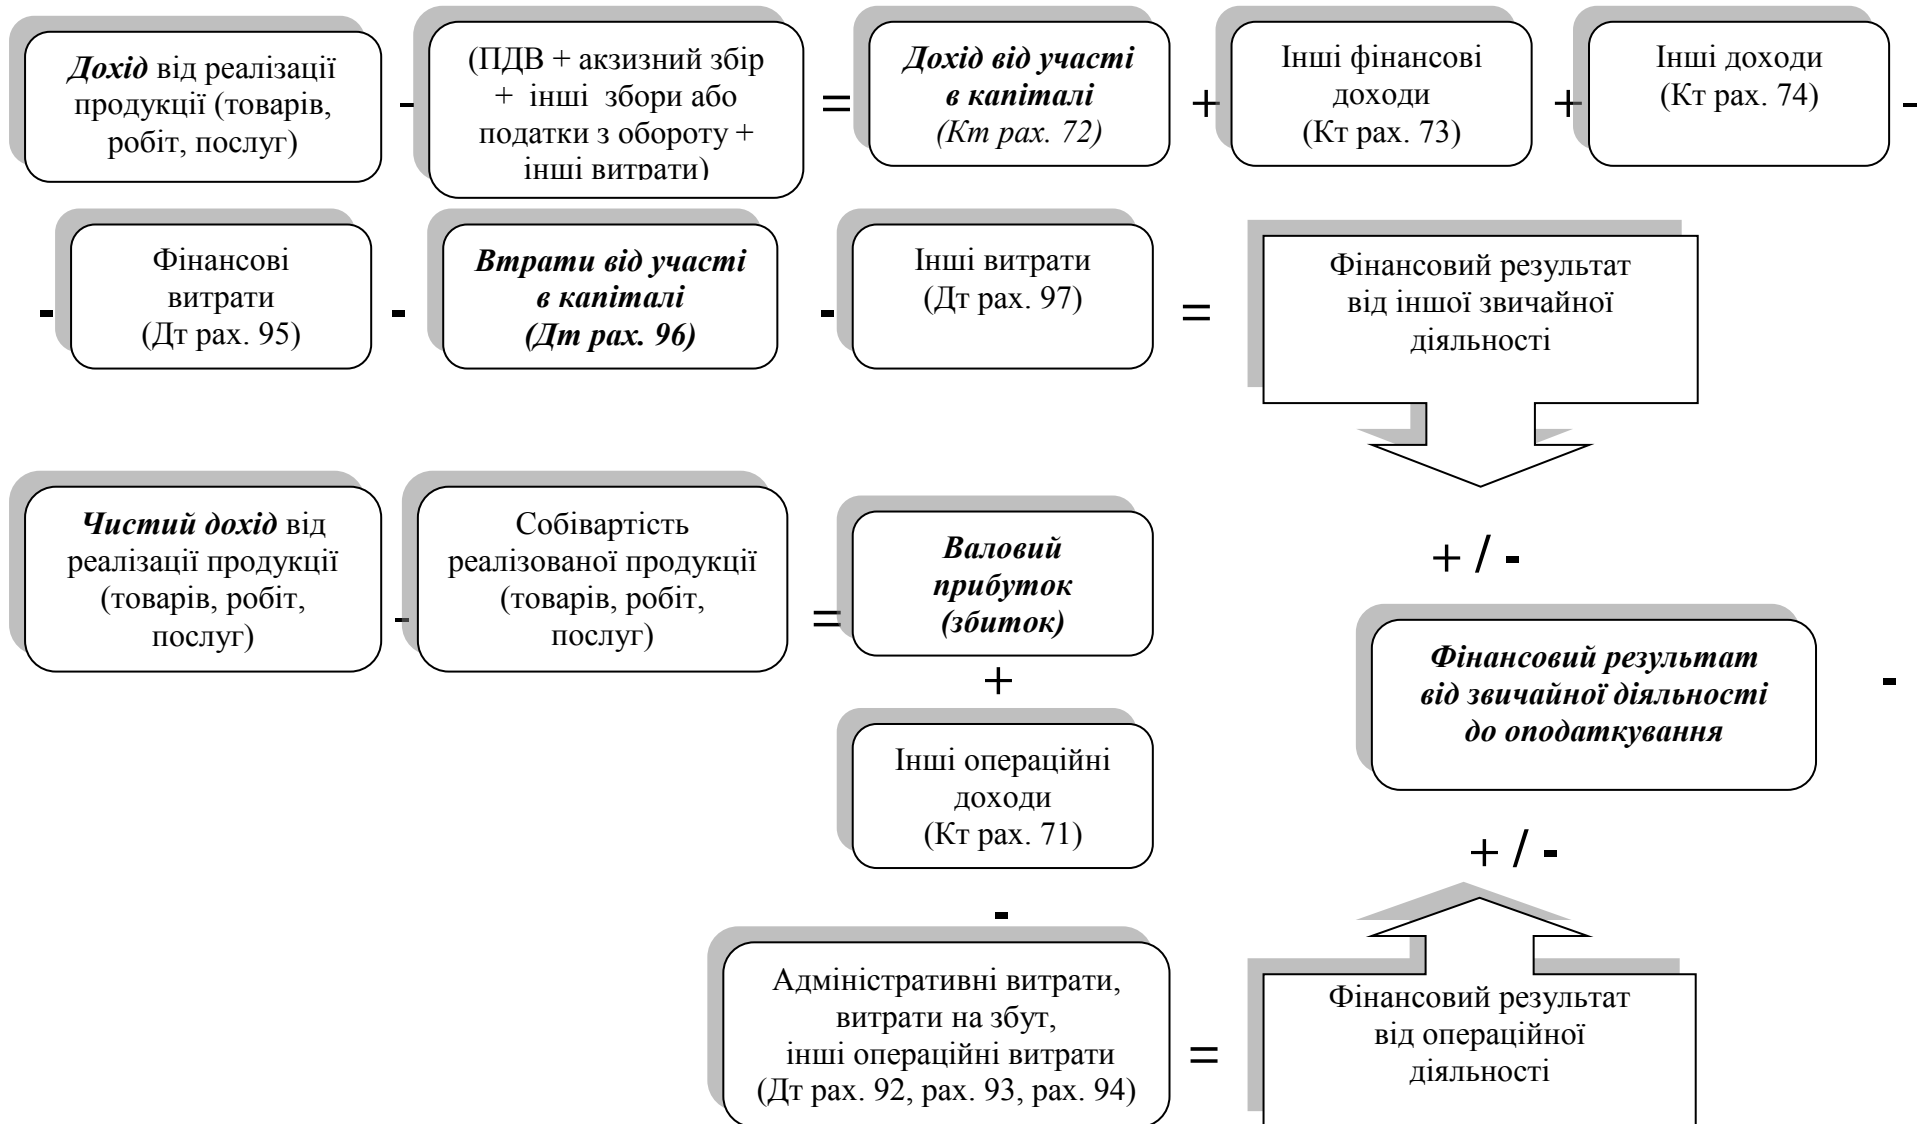 Дохід від реалізації
продукції (товарів,
робіт, послуг)
-
(ПДВ + акзизний збір
+ інші збори або
податки з обороту +
інші витрати)
=
Дохід від участі
в капіталі
(Кт рах. 72)
+
Інші фінансові
доходи
(Кт рах. 73)
+
Інші доходи
(Кт рах. 74)
-
-
Фінансові
витрати
(Дт рах. 95)
-
Втрати від участі
в капіталі
(Дт рах. 96)
-
Інші витрати
(Дт рах. 97)
=
Фінансовий результат
від іншої звичайної
діяльності
Чистий дохід від
реалізації продукції
(товарів, робіт,
послуг)
-
Собівартість
реалізованої продукції
(товарів, робіт,
послуг)
=
Валовий
прибуток
(збиток)
+
Інші операційні
доходи
(Кт рах. 71)
-
Адміністративні витрати,
витрати на збут,
інші операційні витрати
(Дт рах. 92, рах. 93, рах. 94)
=
Фінансовий результат
від операційної
діяльності
+ / -
Фінансовий результат
від звичайної діяльності
до оподаткування
-
+ / -